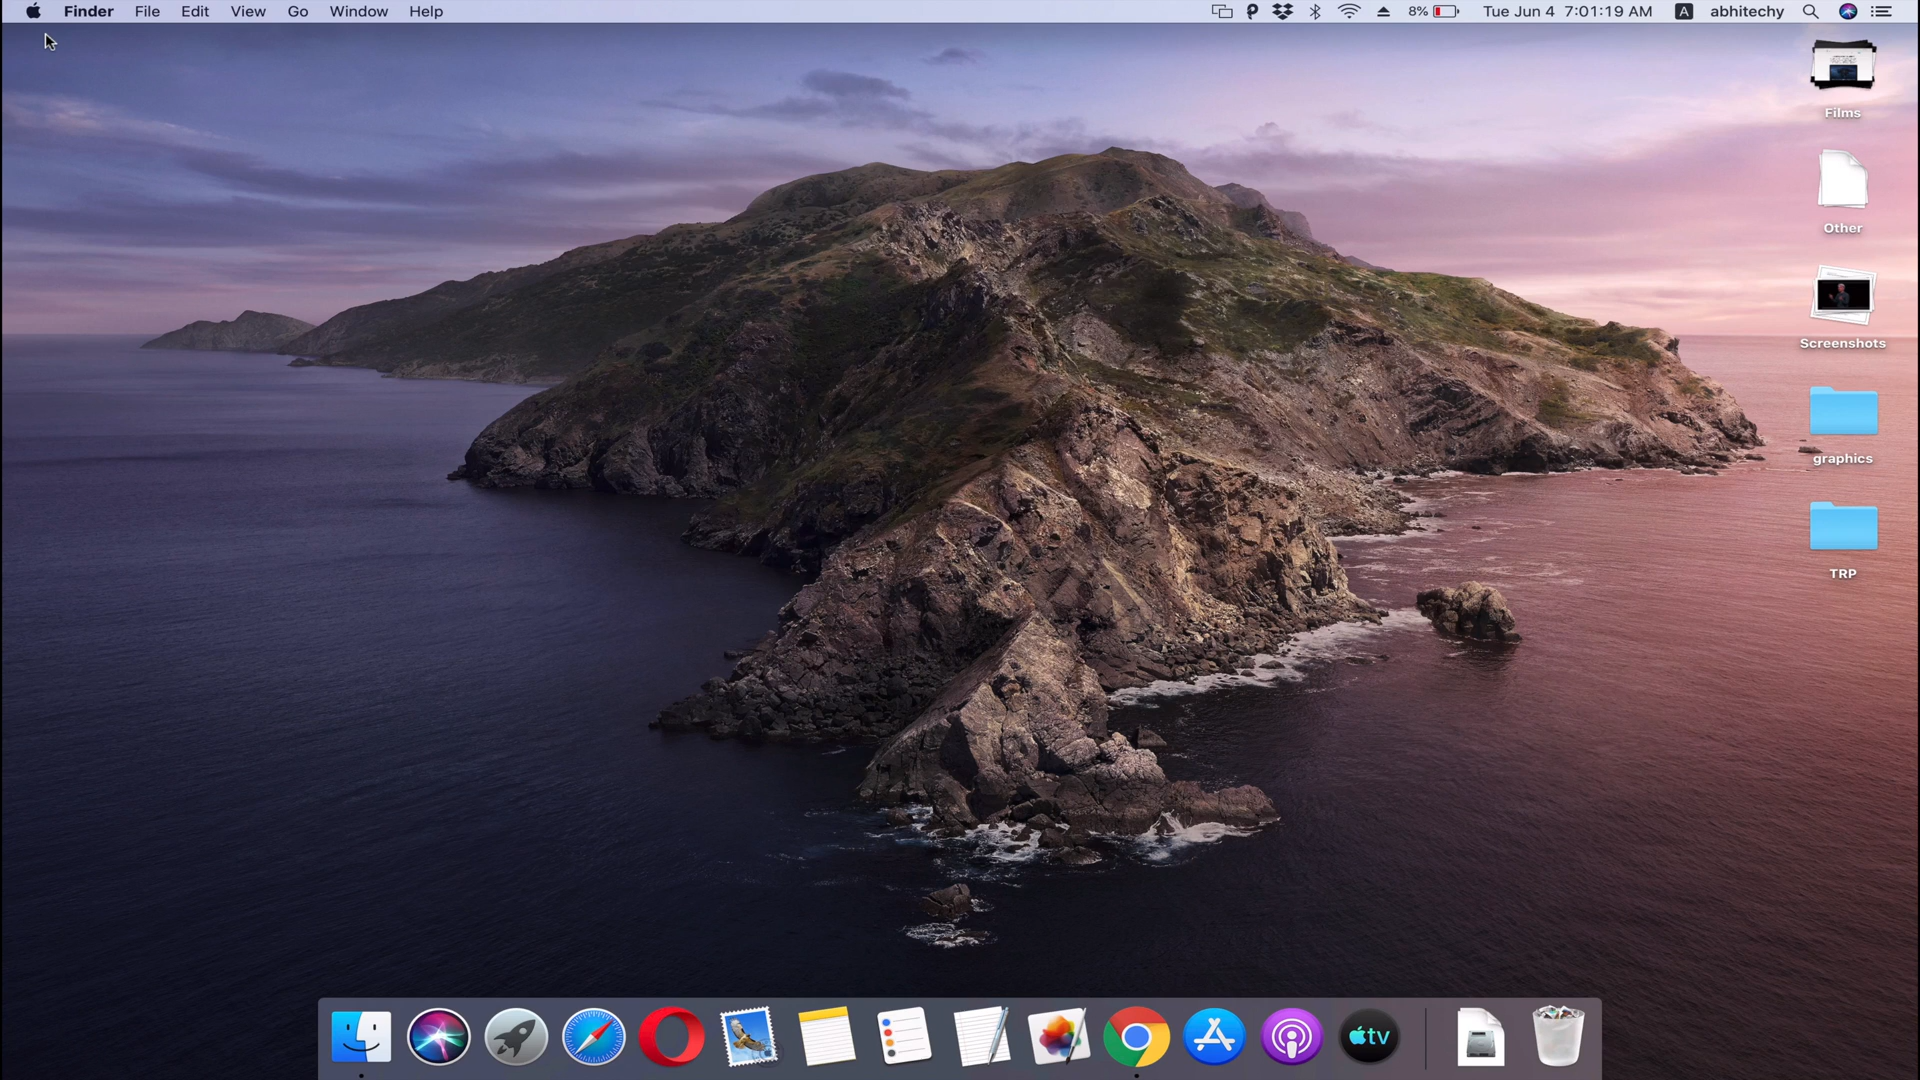 Finder File Edit View Go Window Help 8% Tue Jun 4 7:01:19 AM A abhitechy
Films
Other
Screenshots
graphics
TRP
tv